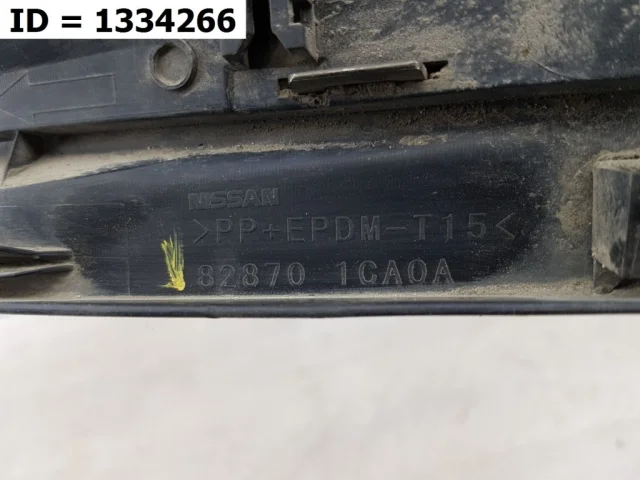 ID = 1334266
NISSAN
>PP+EPDM-T15<
82870 1CA0A